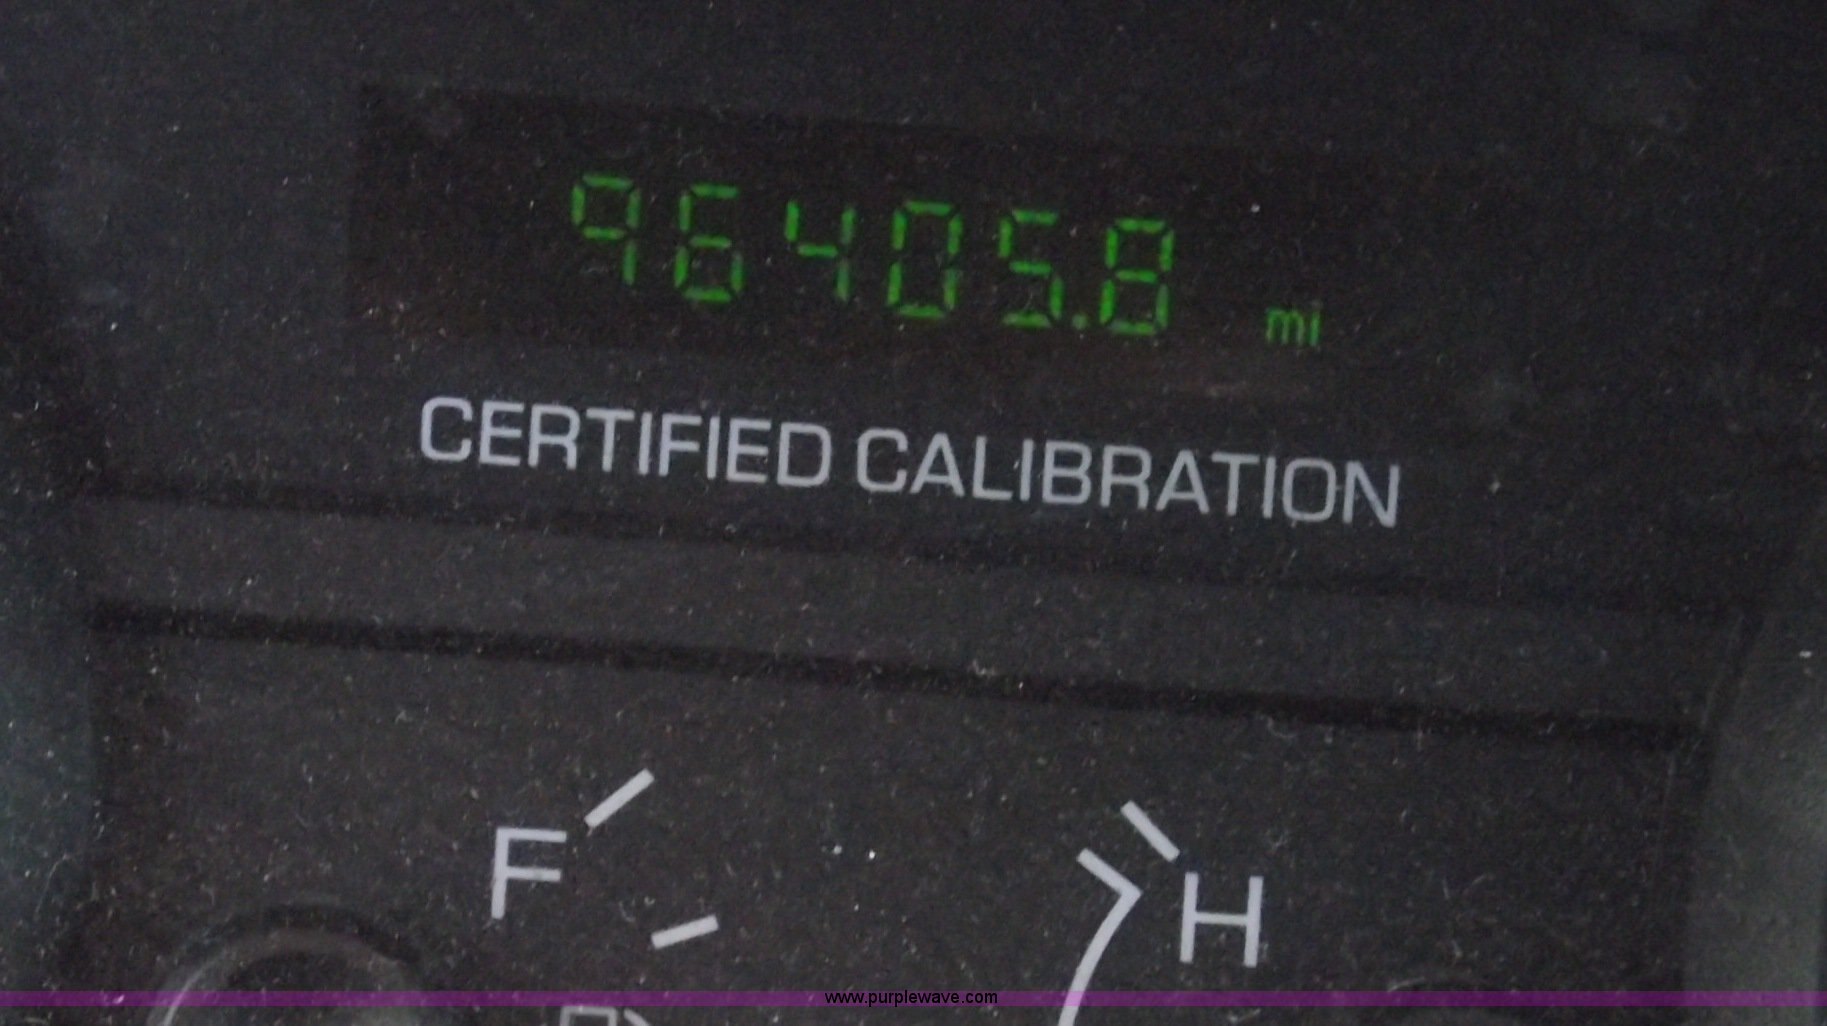 96405.8 mi
CERTIFIED CALIBRATION
F
H
www.purplewave.com